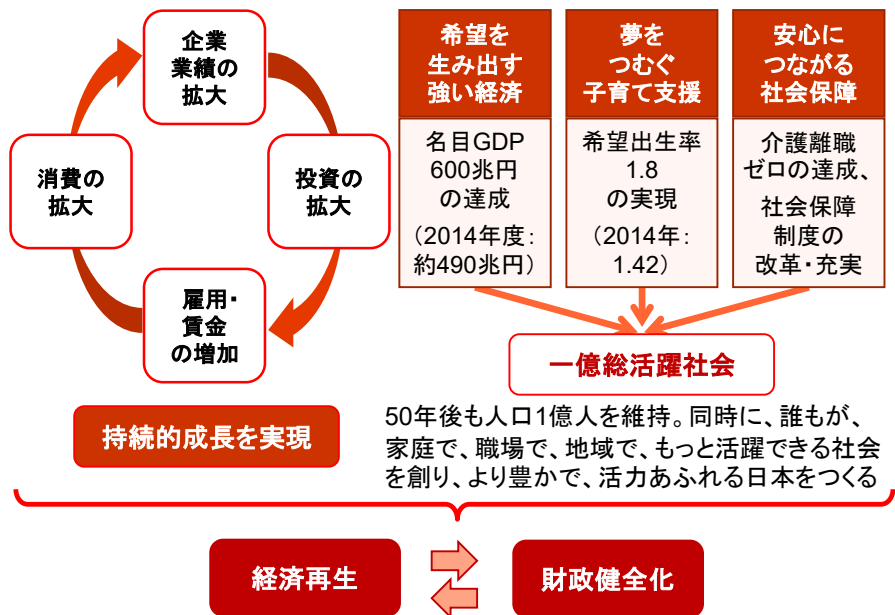 企業
業績の
拡大
投資の
拡大
雇用・
賃金
の増加
消費の
拡大
持続的成長を実現
希望を
生み出す
強い経済
名目GDP
600兆円
の達成
（2014年度：
約490兆円）
夢を
つむぐ
子育て支援
希望出生率
1.8
の実現
（2014年：
1.42）
安心に
つながる
社会保障
介護離職
ゼロの達成、
社会保障
制度の
改革・充実
一億総活躍社会
50年後も人口1億人を維持。同時に、誰もが、
家庭で、職場で、地域で、もっと活躍できる社会
を創り、より豊かで、活力あふれる日本をつくる
経済再生
財政健全化